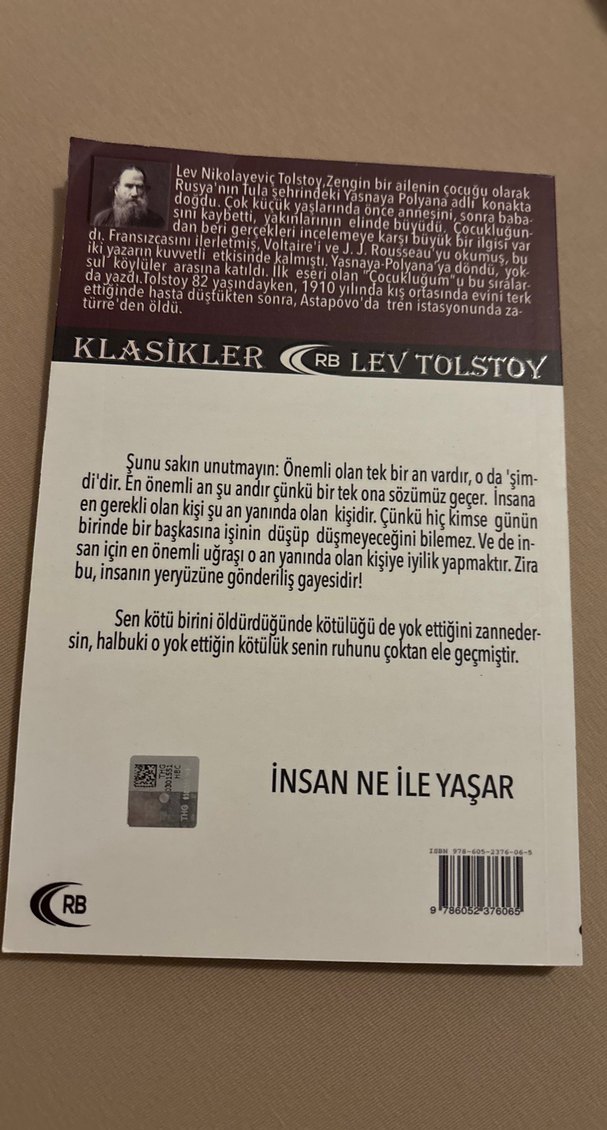 Lev Nikolayeviç Tolstoy,Zengin bir ailenin çocuğu olarak
Rusya'nın Tula şehrindeki Yasnaya Polyana adlı konakta
doğdu. Çok küçük yaşlarında önce annesini, sonra baba-
sını kaybetti, yakınlarının elinde büyüdü, Çocukluğun-
dan beri gerçekleri incelemeye karşı büyük bir ilgisi var
dı. Fransızcasını ilerletmiş, Voltaire'i ve J. J. Rousseau'yu okumuş, bu
iki yazarın kuvvetli etkisinde kalmıştı. Yasnaya-Polyana'ya döndü, yok-
sul köylüler arasına katıldı. İlk eseri olan "Çocukluğum"u bu sıralar-
da yazdı.Tolstoy 82 yaşındayken, 1910 yılında kış ortasında evini terk
ettiğinde hasta düştükten sonra, Astapovo'da tren istasyonunda za-
türre'den öldü.
KLASİKLER RB LEV TOLSTOY
Şunu sakın unutmayın: Önemli olan tek bir an vardır, o da 'şim-
di'dir. En önemli an şu andır çünkü bir tek ona sözümüz geçer. İnsana
en gerekli olan kişi şu an yanında olan kişidir. Çünkü hiç kimse günün
birinde bir başkasına işinin düşüp düşmeyeceğini bilemez. Ve de in-
san için en önemli uğraşı o an yanında olan kişiye iyilik yapmaktır. Zira
bu, insanın yeryüzüne gönderiliş gayesidir!
Sen kötü birini öldürdüğünde kötülüğü de yok ettiğini zanneder-
sin, halbuki o yok ettiğin kötülük senin ruhunu çoktan ele geçmiştir.
THG
0301551
HBC
THG
İNSAN NE İLE YAŞAR
ISBN 978-605-2376-06-5
9 786052 376065
RB